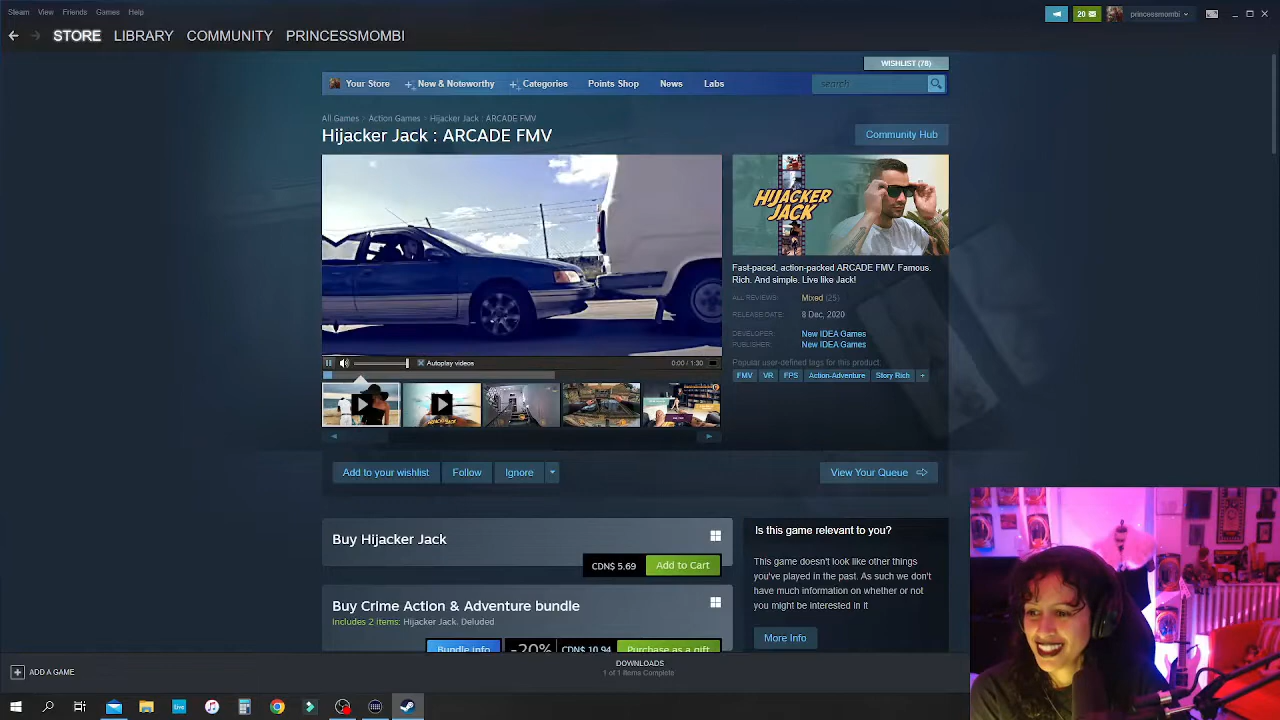 Steam View Friends Games Help
20
princessmombi
STORE LIBRARY COMMUNITY PRINCESSMOMBI
WISHLIST (78)
Your Store New & Noteworthy Categories Points Shop News Labs
search
All Games > Action Games > Hijacker Jack : ARCADE FMV
Hijacker Jack : ARCADE FMV
Community Hub
HIJACKER
JACK
Fast-paced, action-packed ARCADE FMV. Famous.
Rich. And simple. Live like Jack!
ALL REVIEWS: Mixed (25)
RELEASE DATE: 8 Dec, 2020
DEVELOPER: New IDEA Games
PUBLISHER: New IDEA Games
Popular user-defined tags for this product:
FMV VR FPS Action-Adventure Story Rich +
Autoplay videos
0:00 / 1:30
Add to your wishlist Follow Ignore
View Your Queue
Buy Hijacker Jack
CDN$ 5.69 Add to Cart
Buy Crime Action & Adventure bundle
Includes 2 items: Hijacker Jack, Deluded
Bundle info -20% CDN$ 10.94 Purchase as a gift
Is this game relevant to you?
This game doesn't look like other things
you've played in the past. As such we don't
have much information on whether or not
you might be interested in it
More Info
ADD A GAME
DOWNLOADS
1 of 1 Items Complete